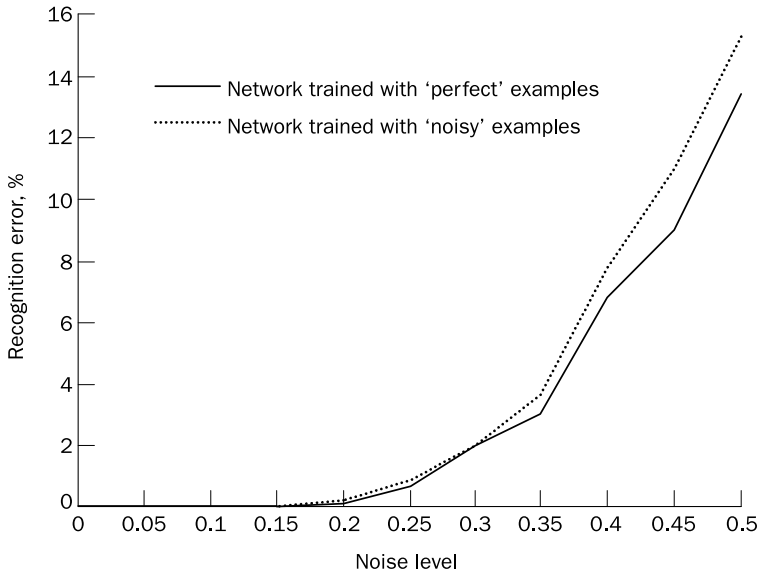 16
14
12
10
8
6
4
2
0
Recognition error, %
Network trained with ‘perfect’ examples
Network trained with ‘noisy’ examples
0 0.05 0.1 0.15 0.2 0.25 0.3 0.35 0.4 0.45 0.5
Noise level